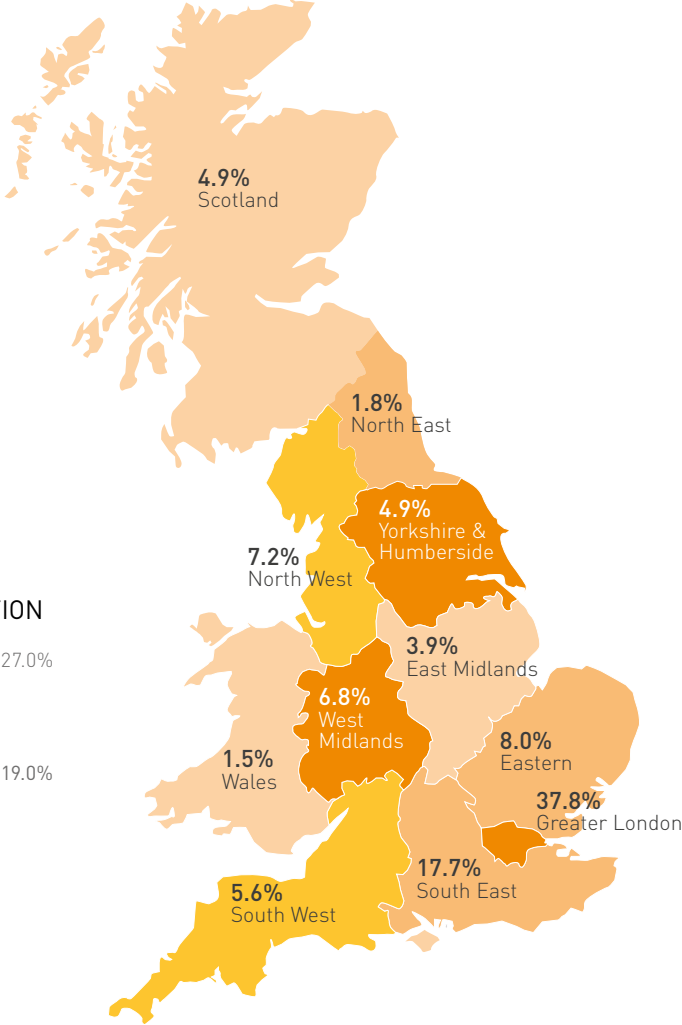 4.9%
Scotland
1.8%
North East
4.9%
Yorkshire &
Humberside
7.2%
North West
TION
27.0%
3.9%
East Midlands
6.8%
West
Midlands
8.0%
Eastern
1.5%
Wales
19.0%
37.8%
Greater London
17.7%
South East
5.6%
South West